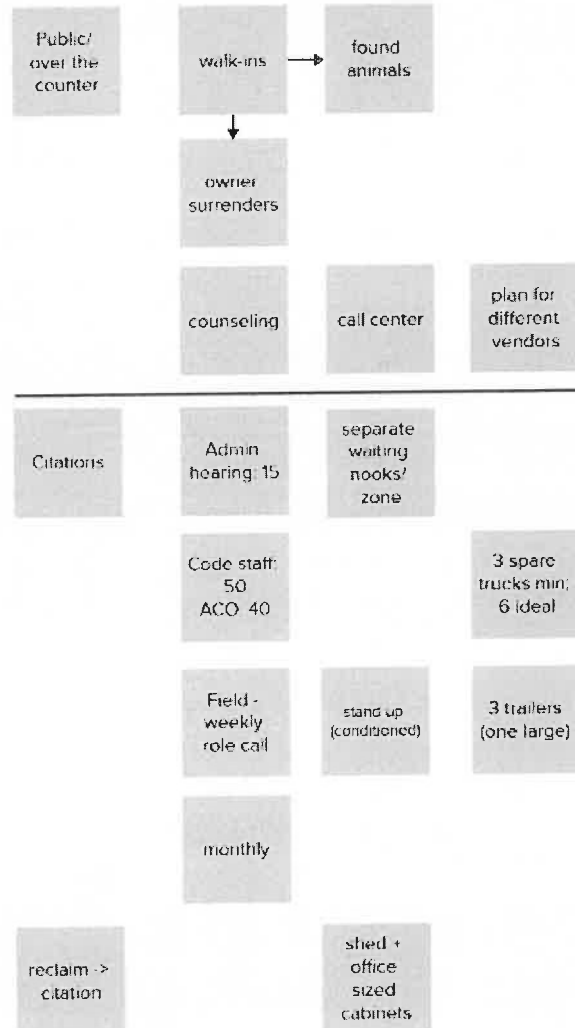 Public/
over the
counter
walk-ins
found
animals
owner
surrenders
counseling
call center
plan for
different
vendors
Citations
Admin
hearing: 15
separate
waiting
nooks/
zone
Code staff:
50
ACO: 40
3 spare
trucks min;
6 ideal
Field -
weekly
role call
stand up
(conditioned)
3 trailers
(one large)
monthly
reclaim ->
citation
shed +
office
sized
cabinets